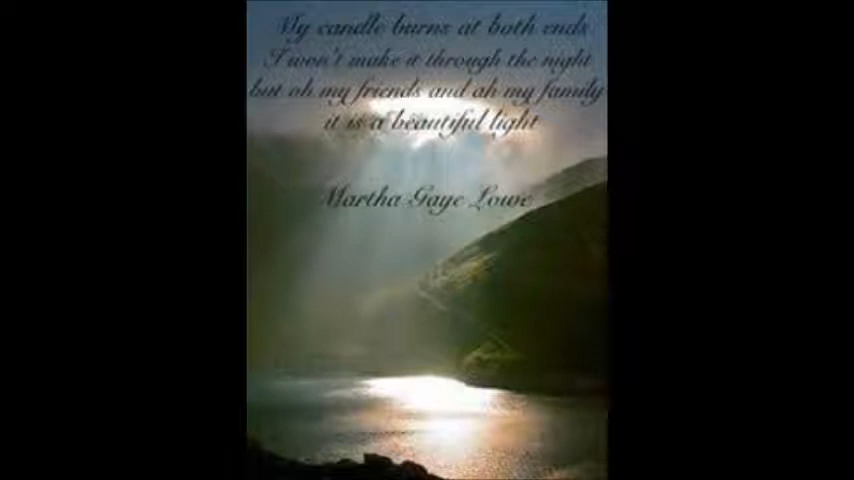 My candle burns at both ends
I won't make it through the night
but oh my friends and ah my family
it is a beautiful light
Martha Gaye Lowe